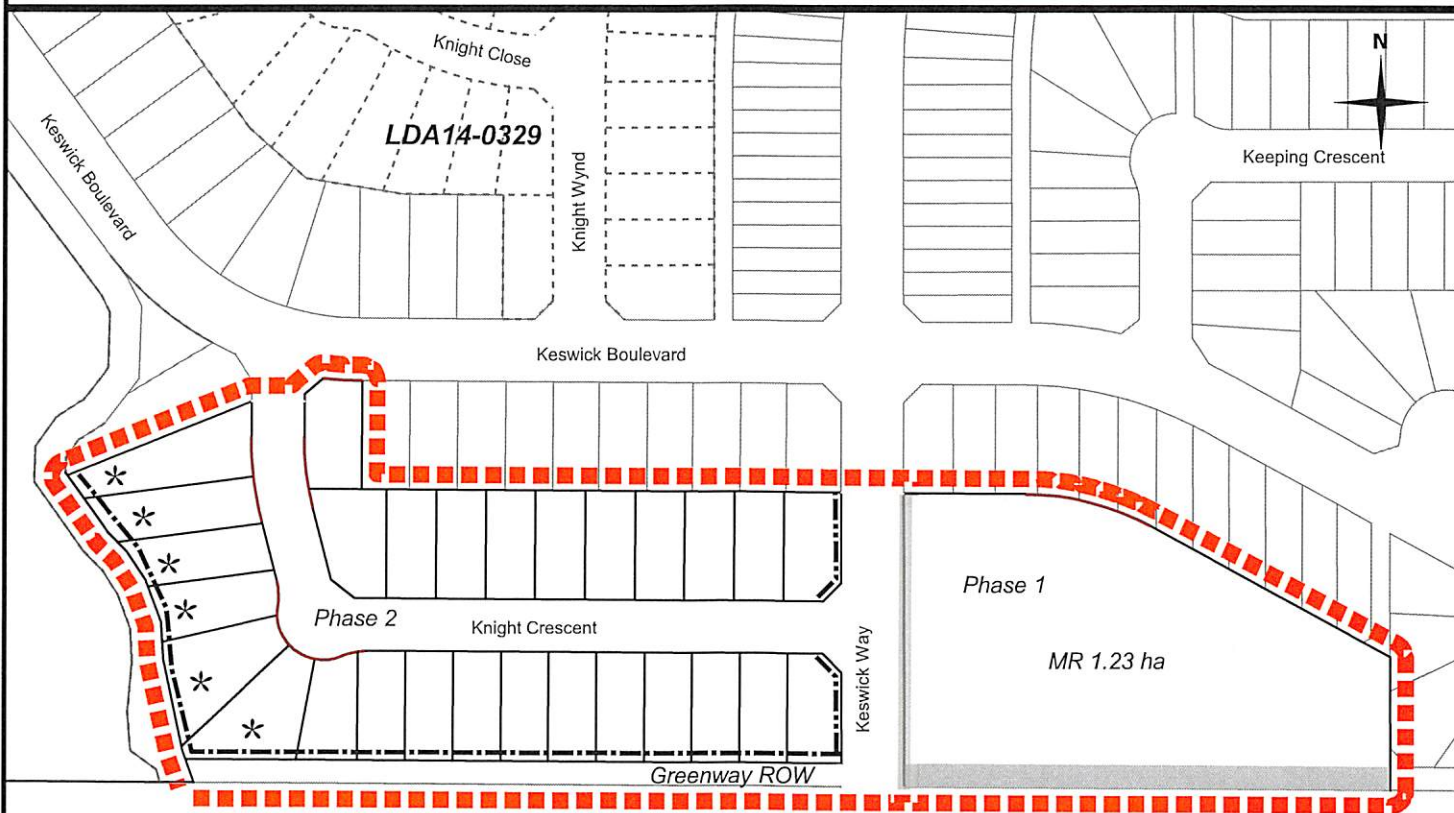 Knight Close
N
LDA14-0329
Keswick Boulevard
Knight Wynd
Keeping Crescent
Keswick Boulevard
Phase 1
Phase 2
Knight Crescent
Keswick Way
MR 1.23 ha
Greenway ROW